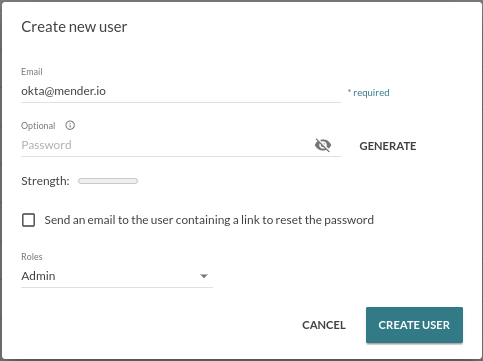 Create new user
Email
okta@mender.io
* required
Optional
Password
GENERATE
Strength:
Send an email to the user containing a link to reset the password
Roles
Admin
CANCEL
CREATE USER